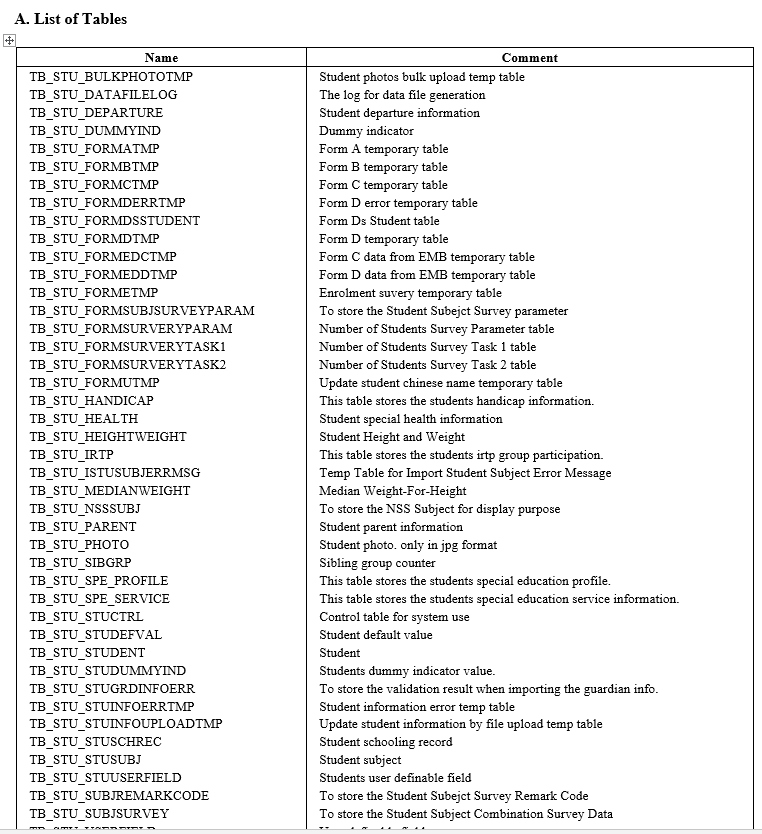 A. List of Tables
Name Comment
TB_STU_BULKPHOTOTMP Student photos bulk upload temp table
TB_STU_DATAFILELOG The log for data file generation
TB_STU_DEPARTURE Student departure information
TB_STU_DUMMYIND Dummy indicator
TB_STU_FORMATMP Form A temporary table
TB_STU_FORMBTMP Form B temporary table
TB_STU_FORMCTMP Form C temporary table
TB_STU_FORMDERRTMP Form D error temporary table
TB_STU_FORMDSSTUDENT Form Ds Student table
TB_STU_FORMDTMP Form D temporary table
TB_STU_FORMEDCTMP Form C data from EMB temporary table
TB_STU_FORMEDDTMP Form D data from EMB temporary table
TB_STU_FORMETMP Enrolment suvery temporary table
TB_STU_FORMSUBJSURVEYPARAM To store the Student Subejct Survey parameter
TB_STU_FORMSURVERYPARAM Number of Students Survey Parameter table
TB_STU_FORMSURVERYTASK1 Number of Students Survey Task 1 table
TB_STU_FORMSURVERYTASK2 Number of Students Survey Task 2 table
TB_STU_FORMUTMP Update student chinese name temporary table
TB_STU_HANDICAP This table stores the students handicap information.
TB_STU_HEALTH Student special health information
TB_STU_HEIGHTWEIGHT Student Height and Weight
TB_STU_IRTP This table stores the students irtp group participation.
TB_STU_ISTUSUBJERRMSG Temp Table for Import Student Subject Error Message
TB_STU_MEDIANWEIGHT Median Weight-For-Height
TB_STU_NSSSUBJ To store the NSS Subject for display purpose
TB_STU_PARENT Student parent information
TB_STU_PHOTO Student photo. only in jpg format
TB_STU_SIBGRP Sibling group counter
TB_STU_SPE_PROFILE This table stores the students special education profile.
TB_STU_SPE_SERVICE This table stores the students special education service information.
TB_STU_STUCTRL Control table for system use
TB_STU_STUDEFVAL Student default value
TB_STU_STUDENT Student
TB_STU_STUDUMMYIND Students dummy indicator value.
TB_STU_STUGRDINFOERR To store the validation result when importing the guardian info.
TB_STU_STUINFOERRTMP Student information error temp table
TB_STU_STUINFOUPLOADTMP Update student information by file upload temp table
TB_STU_STUSCHREC Student schooling record
TB_STU_STUSUBJ Student subject
TB_STU_STUUSERFIELD Students user definable field
TB_STU_SUBJREMARKCODE To store the Student Subejct Survey Remark Code
TB_STU_SUBJSURVEY To store the Student Subject Combination Survey Data